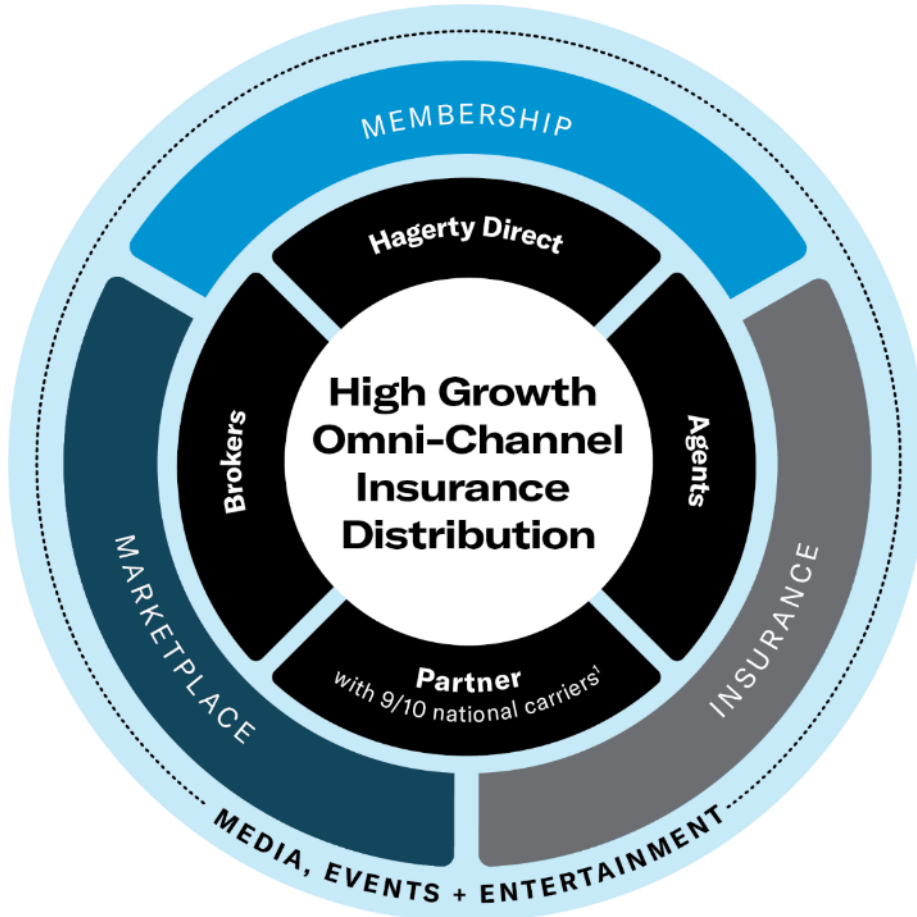 MEMBERSHIP
Hagerty Direct
Brokers
High Growth
Omni-Channel
Insurance
Distribution
Agents
MARKETPLACE
Partner
with 9/10 national carriers¹
INSURANCE
MEDIA, EVENTS + ENTERTAINMENT